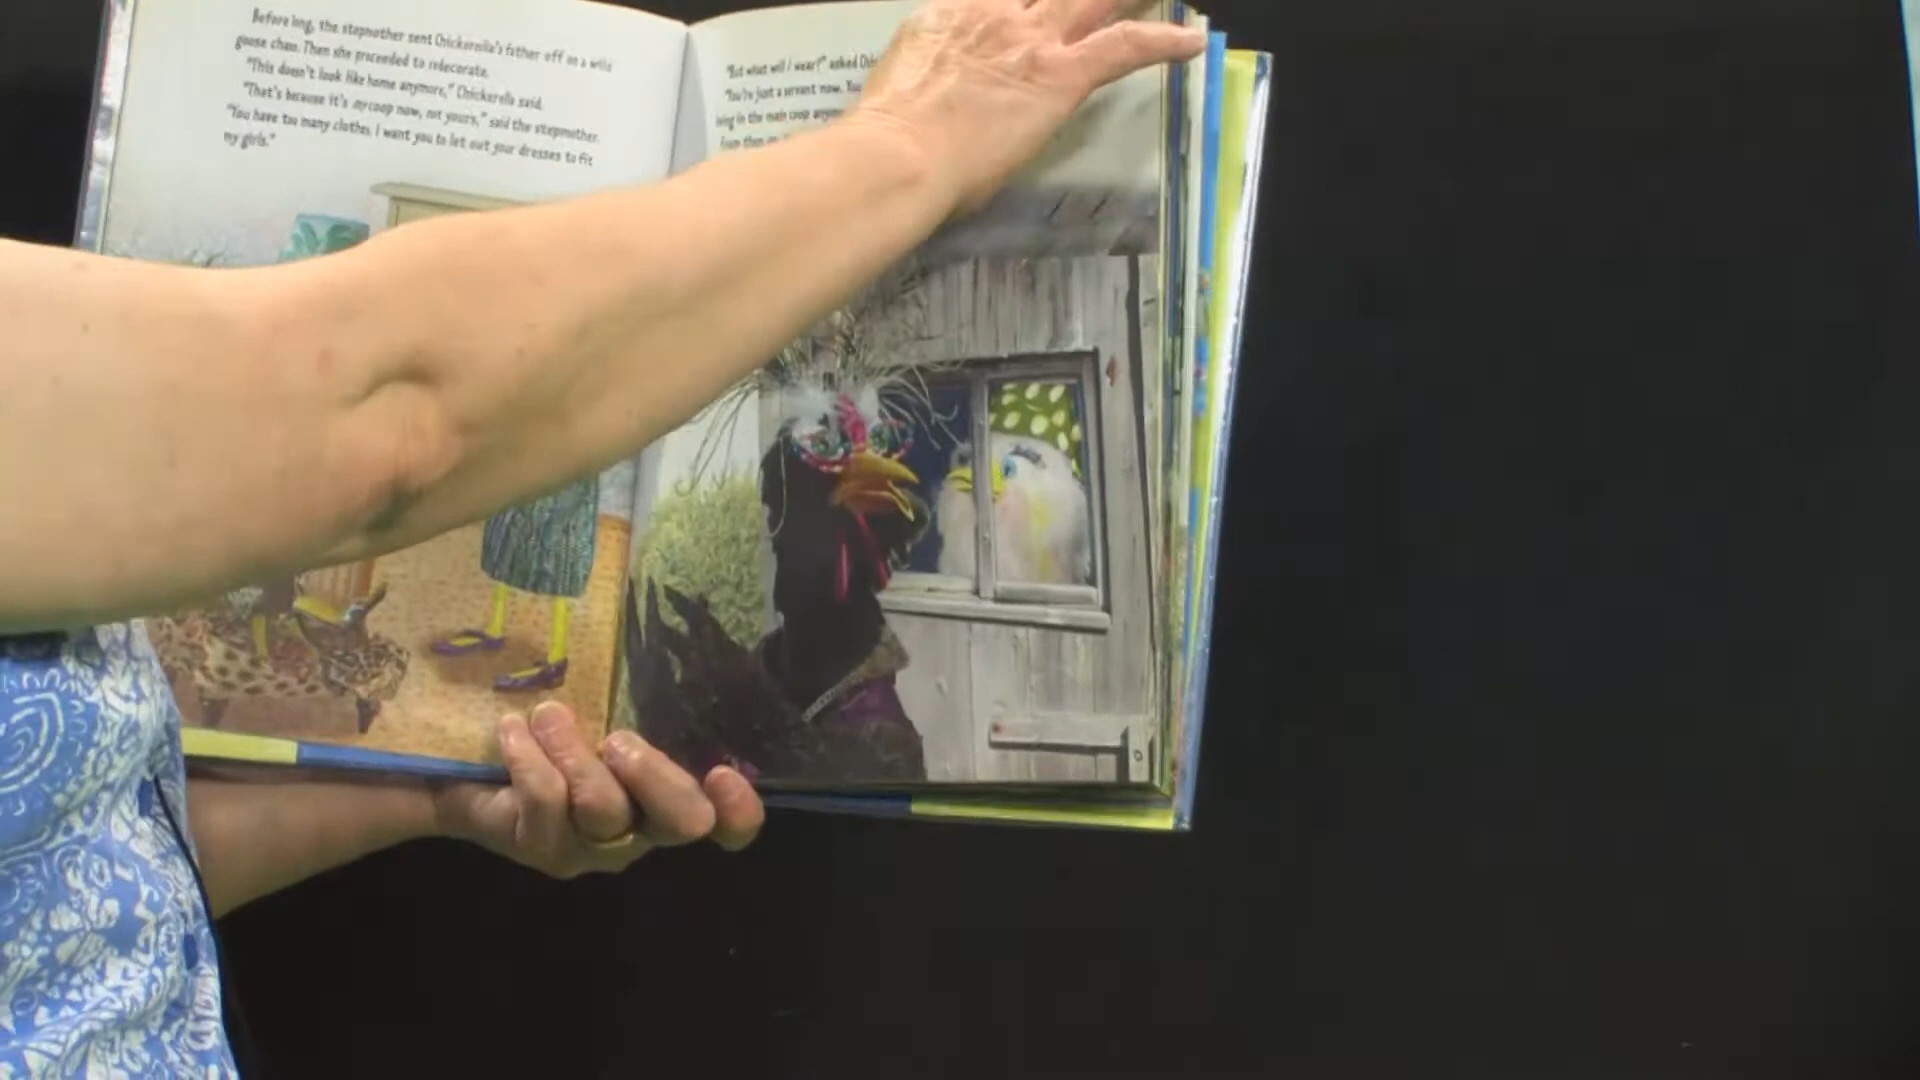 Before long, the stepmother sent Chickerella's father off on a wild
goose chase. Then she proceeded to redecorate.
"This doesn't look like home anymore," Chickerella said.
"That's because it's my coop now, not yours," said the stepmother.
"You have too many clothes. I want you to let out your dresses to fit
my girls."
"But what will I wear?" asked
"You're just a servant now. You
living in the main coop
From then